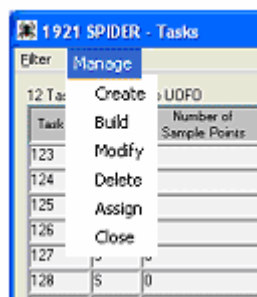 1921 SPIDER - Tasks
Filter Manage
Create
Build
Modify
Delete
Assign
Close
12 Tas UOFO
Task Number of
Sample Points
123
124
125
126
127
128 S 0